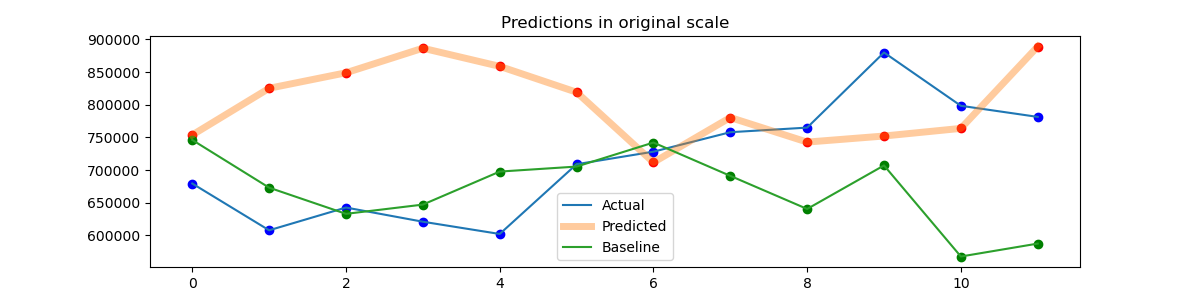 Predictions in original scale
900000
850000
800000
750000
700000
650000
600000
Actual
Predicted
Baseline
0 2 4 6 8 10